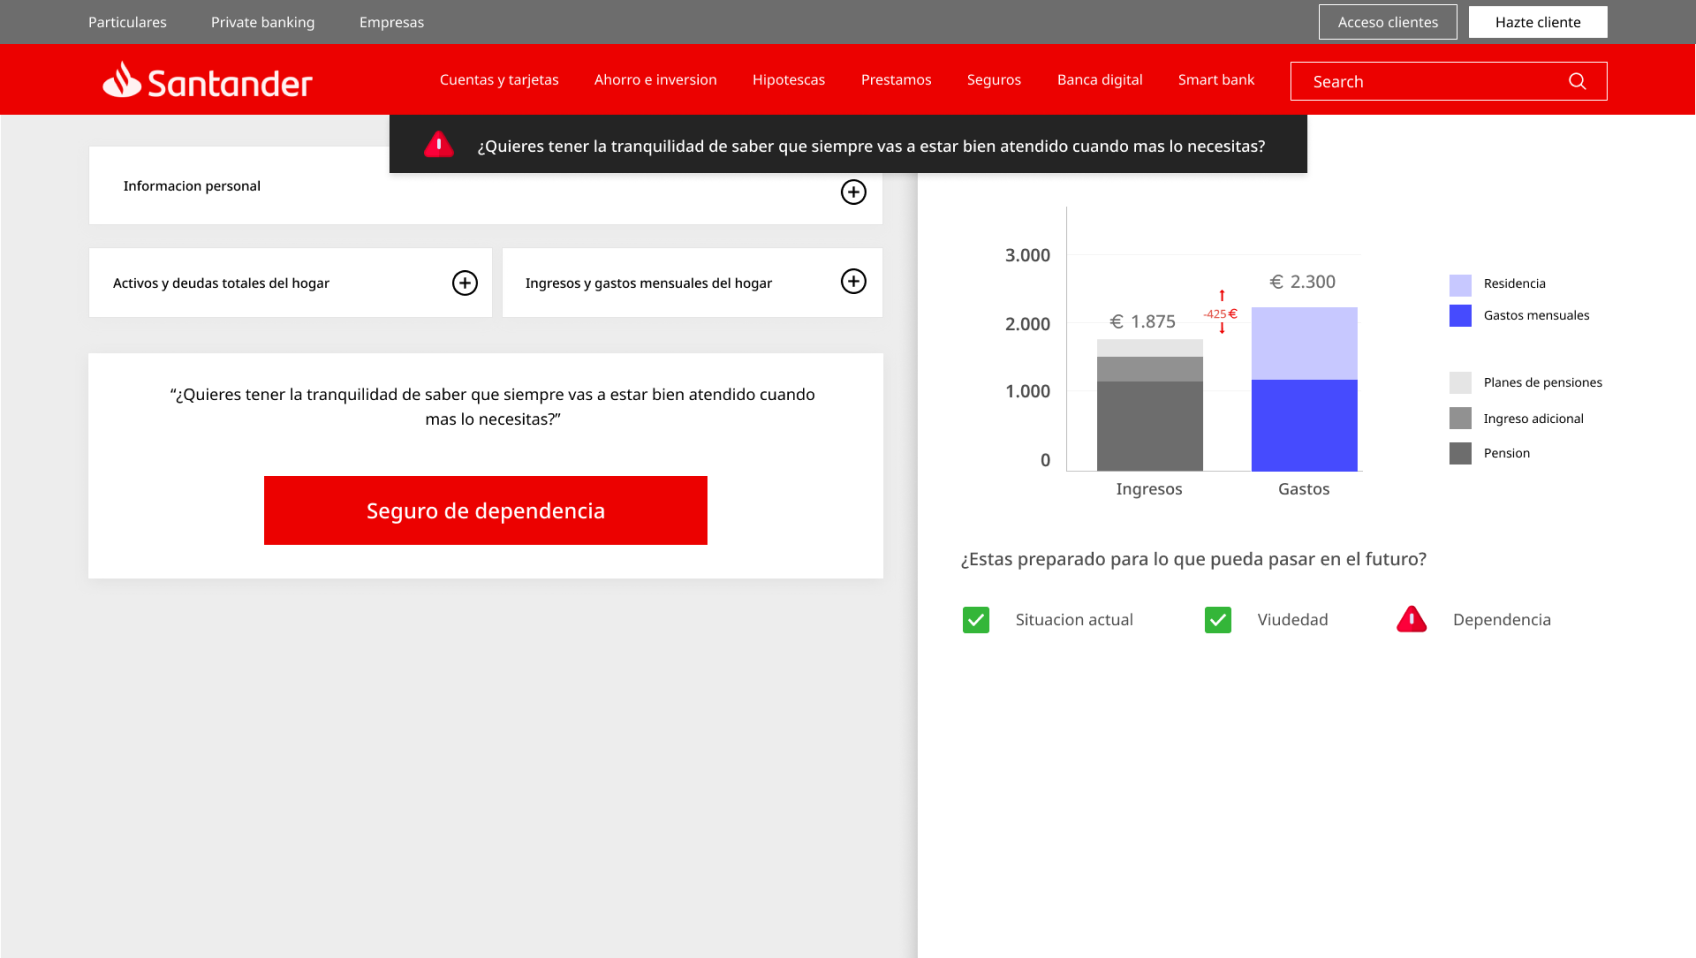 Particulares
Private banking
Empresas
Acceso clientes
Hazte cliente
Santander
Cuentas y tarjetas
Ahorro e inversion
Hipotescas
Prestamos
Seguros
Banca digital
Smart bank
Search
¿Quieres tener la tranquilidad de saber que siempre vas a estar bien atendido cuando mas lo necesitas?
Informacion personal
Activos y deudas totales del hogar
Ingresos y gastos mensuales del hogar
“¿Quieres tener la tranquilidad de saber que siempre vas a estar bien atendido cuando
mas lo necesitas?”
Seguro de dependencia
3.000
2.000
1.000
0
€ 1.875
-425 €
€ 2.300
Ingresos
Gastos
Residencia
Gastos mensuales
Planes de pensiones
Ingreso adicional
Pension
¿Estas preparado para lo que pueda pasar en el futuro?
Situacion actual
Viudedad
Dependencia